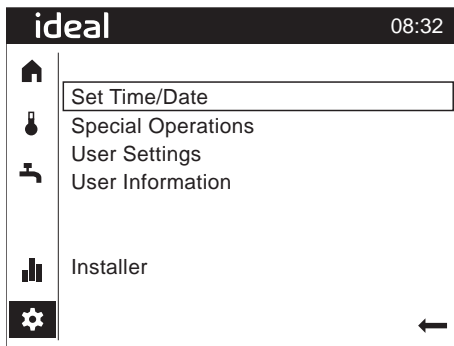 ideal 08:32
Set Time/Date
Special Operations
User Settings
User Information
Installer